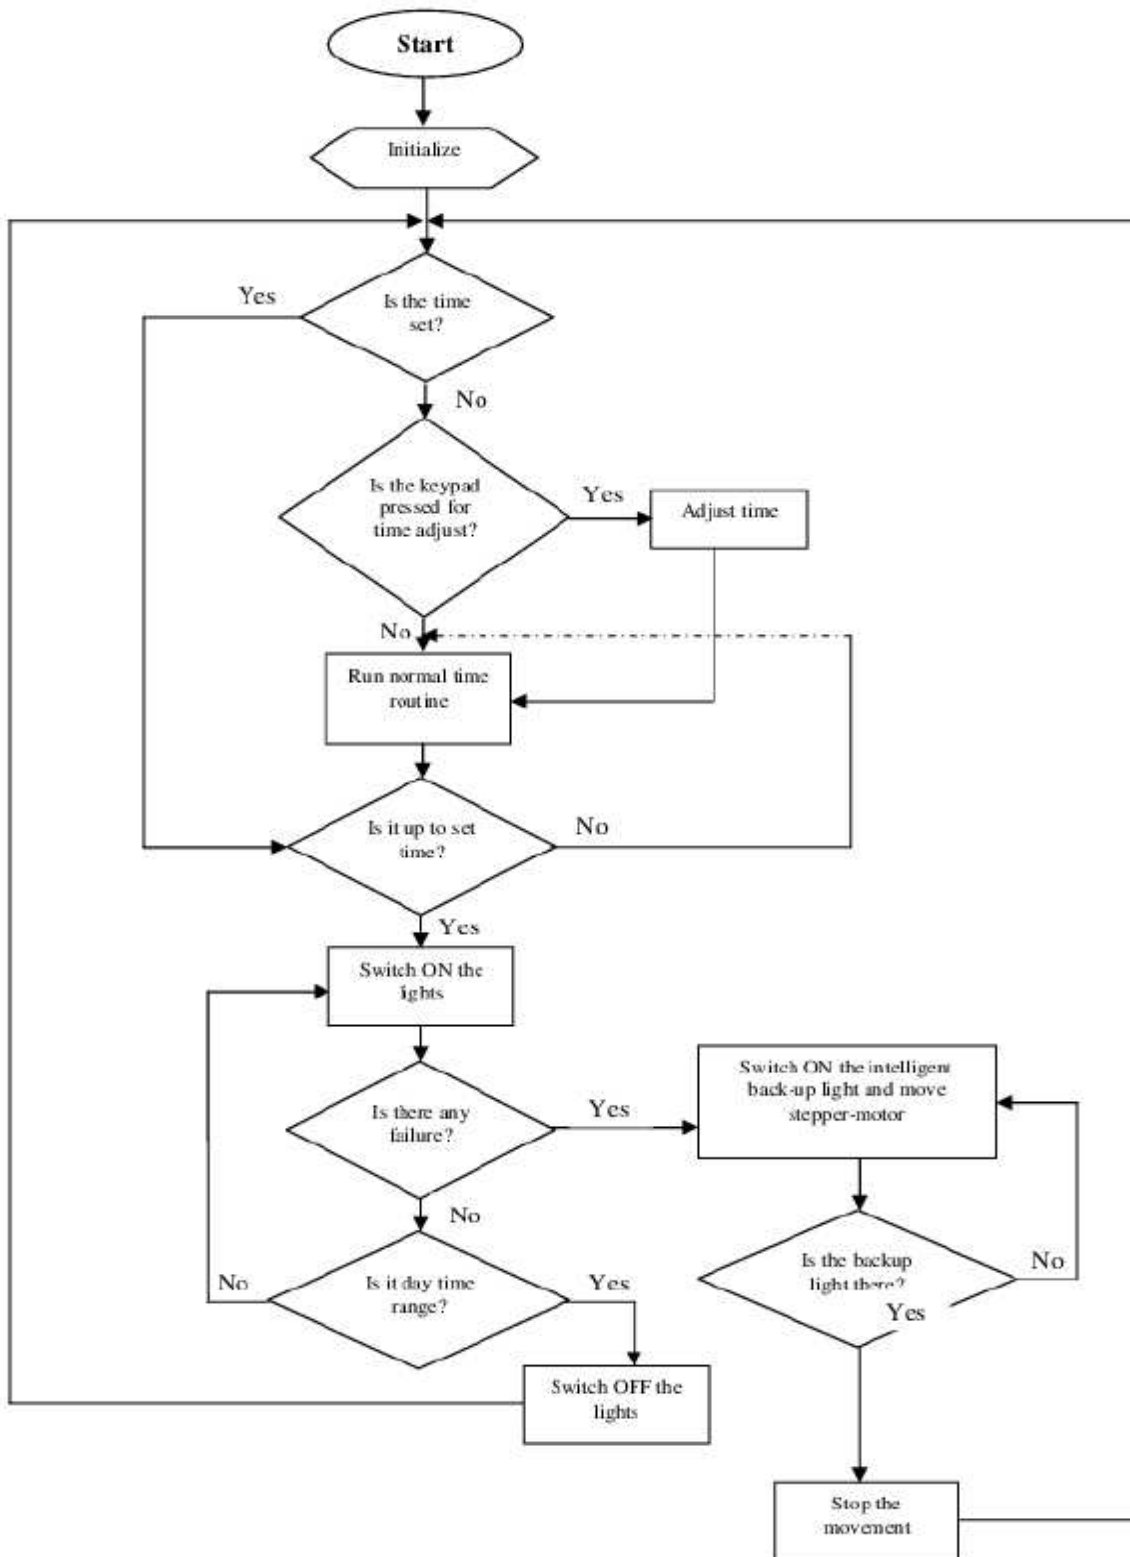 Start
Initialize
Yes
Is the time
set?
No
Is the keypad
pressed for
time adjust?
Yes
Adjust time
No
Run normal time
routine
Is it up to set
time?
No
Yes
Switch ON the
lights
Switch ON the intelligent
back-up light and move
stepper-motor
Is there any
failure?
Yes
No
Is the backup
light there?
No
Yes
Is it day time
range?
No
Yes
Switch OFF the
lights
Stop the
movement